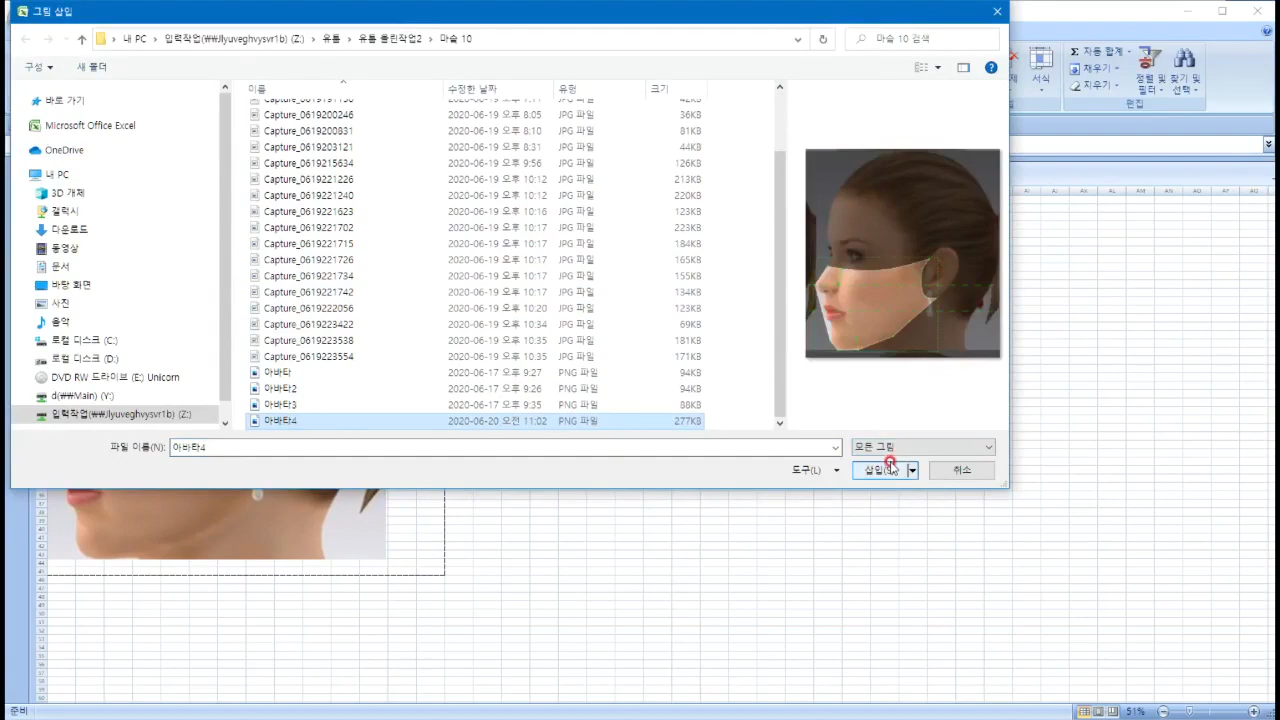 그림 삽입
내 PC > 입력작업(₩₩Jlyuveghvysvr1b) (Z:) > 유튭 > 유튭 올린작업2 > 마술 10
마술 10 검색
구성 새 폴더
자동 합계
채우기
지우기
서식
정렬 및 필터
찾기 및 선택
편집
이름 수정한 날짜 유형 크기
바로 가기
Microsoft Office Excel
OneDrive
내 PC
3D 개체
갤럭시
다운로드
동영상
문서
바탕 화면
사진
음악
로컬 디스크 (C:)
로컬 디스크 (D:)
DVD RW 드라이브 (E:) Unicorn
d(₩₩Main) (Y:)
입력작업(₩₩Jlyuveghvysvr1b) (Z:)
Capture_0619200246 2020-06-19 오후 8:05 JPG 파일 36KB
Capture_0619200831 2020-06-19 오후 8:10 JPG 파일 81KB
Capture_0619203121 2020-06-19 오후 8:31 JPG 파일 44KB
Capture_0619215634 2020-06-19 오후 9:56 JPG 파일 126KB
Capture_0619221226 2020-06-19 오후 10:12 JPG 파일 213KB
Capture_0619221240 2020-06-19 오후 10:12 JPG 파일 220KB
Capture_0619221623 2020-06-19 오후 10:16 JPG 파일 123KB
Capture_0619221702 2020-06-19 오후 10:17 JPG 파일 223KB
Capture_0619221715 2020-06-19 오후 10:17 JPG 파일 184KB
Capture_0619221726 2020-06-19 오후 10:17 JPG 파일 165KB
Capture_0619221734 2020-06-19 오후 10:17 JPG 파일 155KB
Capture_0619221742 2020-06-19 오후 10:17 JPG 파일 134KB
Capture_0619222056 2020-06-19 오후 10:20 JPG 파일 123KB
Capture_0619223422 2020-06-19 오후 10:34 JPG 파일 69KB
Capture_0619223538 2020-06-19 오후 10:35 JPG 파일 181KB
Capture_0619223554 2020-06-19 오후 10:35 JPG 파일 171KB
아바타 2020-06-17 오후 9:27 PNG 파일 94KB
아바타2 2020-06-17 오후 9:26 PNG 파일 94KB
아바타3 2020-06-17 오후 9:35 PNG 파일 88KB
아바타4 2020-06-20 오전 11:02 PNG 파일 277KB
파일 이름(N): 아바타4 모든 그림
도구(L) 취소
준비 51%